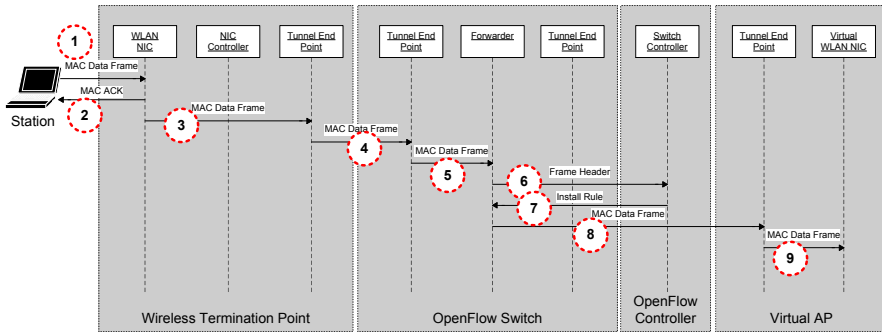 1
WLAN
NIC
NIC
Controller
Tunnel End
Point
Tunnel End
Point
Forwarder
Tunnel End
Point
Switch
Controller
Tunnel End
Point
Virtual
WLAN NIC
MAC Data Frame
MAC ACK
Station
2
MAC Data Frame
3
MAC Data Frame
4
MAC Data Frame
5
Frame Header
6
Install Rule
7
MAC Data Frame
8
MAC Data Frame
9
Wireless Termination Point
OpenFlow Switch
OpenFlow
Controller
Virtual AP